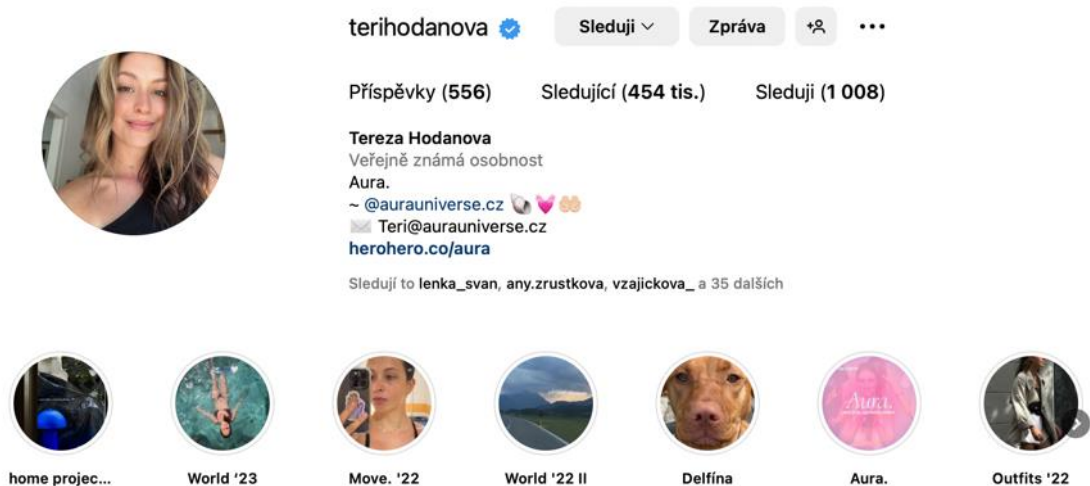 terihodanova Sleduji Zpráva
Příspěvky (556) Sledující (454 tis.) Sleduji (1 008)
Tereza Hodanova
Veřejně známá osobnost
Aura.
~ @aurauniverse.cz 🐚 💓 🤲🏻
✉️ Teri@aurauniverse.cz
herohero.co/aura
Sledují to lenka_svan, any.zrustkova, vzajickova_ a 35 dalších
Aura.
home projec... World '23 Move. '22 World '22 II Delfína Aura. Outfits '22